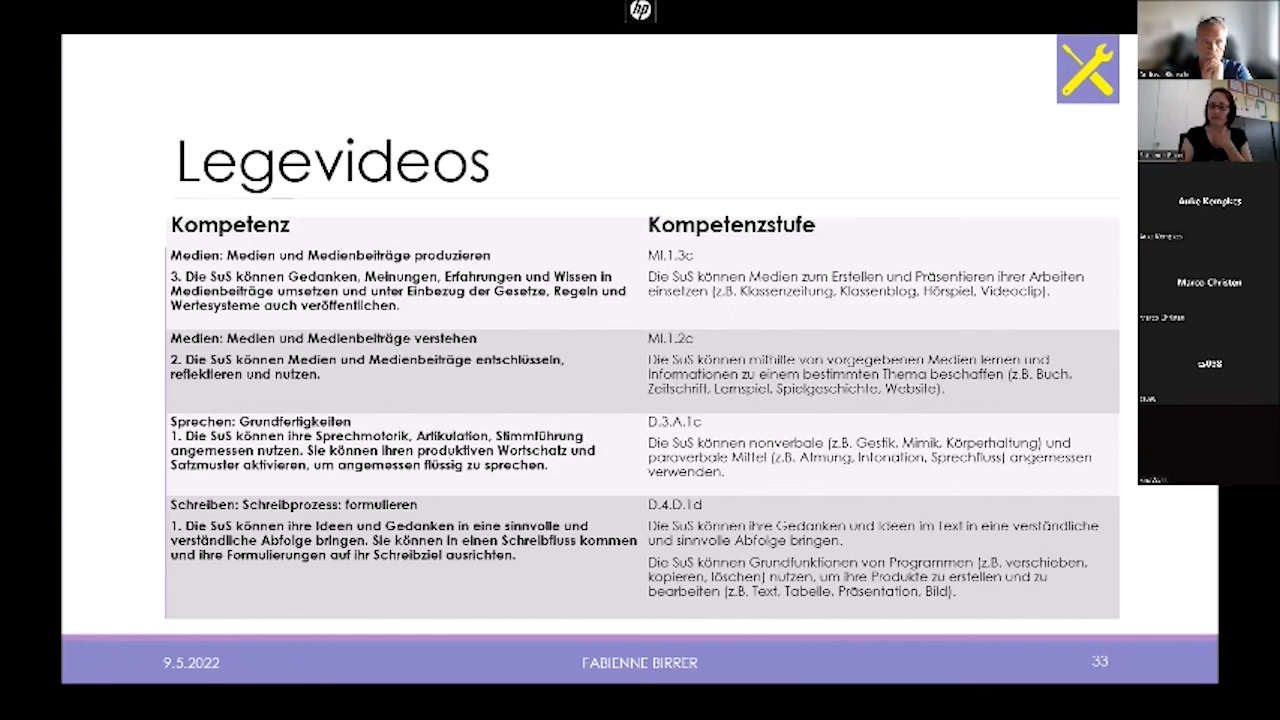 hp
Legevideos
Kompetenz
Kompetenzstufe
Medien: Medien und Medienbeiträge produzieren
3. Die SuS können Gedanken, Meinungen, Erfahrungen und Wissen in
Medienbeiträge umsetzen und unter Einbezug der Gesetze, Regeln und
Wertesysteme auch veröffentlichen.
MI.1.3c
Die SuS können Medien zum Erstellen und Präsentieren ihrer Arbeiten
einsetzen (z.B. Klassenzeitung, Klassenblog, Hörspiel, Videoclip).
Medien: Medien und Medienbeiträge verstehen
2. Die SuS können Medien und Medienbeiträge entschlüsseln,
reflektieren und nutzen.
MI.1.2c
Die SuS können mithilfe von vorgegebenen Medien lernen und
Informationen zu einem bestimmten Thema beschaffen (z.B. Buch,
Zeitschrift, Lernspiel, Spielgeschichte, Website).
Sprechen: Grundfertigkeiten
1. Die SuS können ihre Sprechmotorik, Artikulation, Stimmführung
angemessen nutzen. Sie können ihren produktiven Wortschatz und
Satzmuster aktivieren, um angemessen flüssig zu sprechen.
D.3.A.1c
Die SuS können nonverbale (z.B. Gestik, Mimik, Körperhaltung) und
paraverbale Mittel (z.B. Atmung, Intonation, Sprechfluss) angemessen
verwenden.
Schreiben: Schreibprozess: formulieren
1. Die SuS können ihre Ideen und Gedanken in eine sinnvolle und
verständliche Abfolge bringen. Sie können in einen Schreibfluss kommen
und ihre Formulierungen auf ihr Schreibziel ausrichten.
D.4.D.1d
Die SuS können ihre Gedanken und Ideen im Text in eine verständliche
und sinnvolle Abfolge bringen.
Die SuS können Grundfunktionen von Programmen (z.B. verschieben,
kopieren, löschen) nutzen, um ihre Produkte zu erstellen und zu
bearbeiten (z.B. Text, Tabelle, Präsentation, Bild).
9.5.2022
FABIENNE BIRRER
33
Marco Christen
Marco Christen